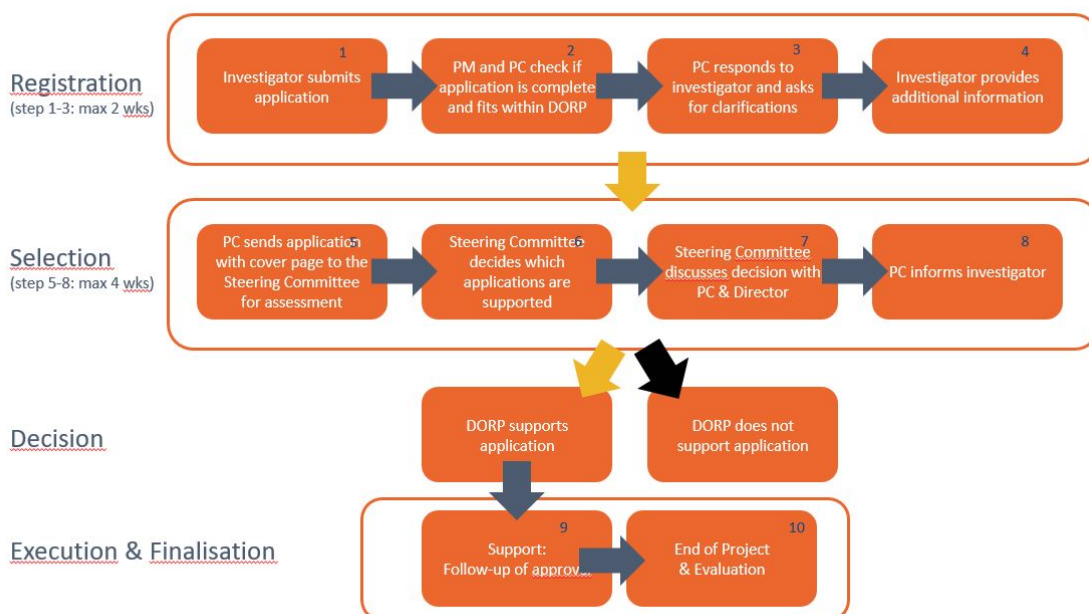 Registration
(step 1-3: max 2 wks)
1
Investigator submits
application
2
PM and PC check if
application is complete
and fits within DORP
3
PC responds to
investigator and asks
for clarifications
4
Investigator provides
additional information
Selection
(step 5-8: max 4 wks)
5
PC sends application
with cover page to the
Steering Committee
for assessment
6
Steering Committee
decides which
applications are
supported
7
Steering Committee
discusses decision with
PC & Director
8
PC informs investigator
Decision
DORP supports
application
DORP does not
support application
Execution & Finalisation
9
Support:
Follow-up of approval
10
End of Project
& Evaluation